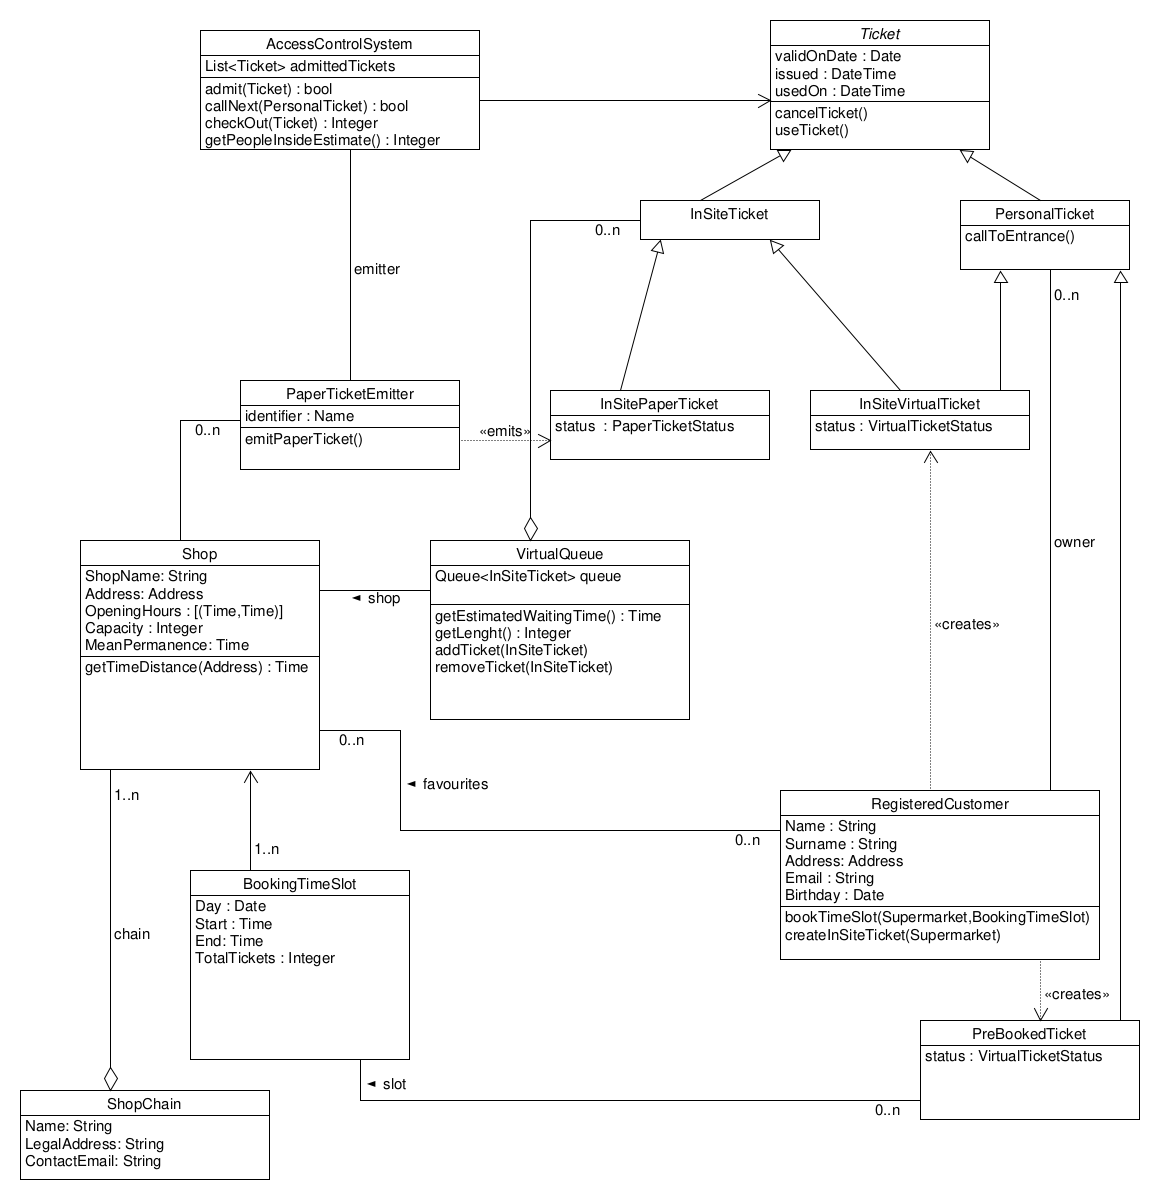 AccessControlSystem
List<Ticket> admittedTickets
admit(Ticket) : bool
callNext(PersonalTicket) : bool
checkOut(Ticket) : Integer
getPeopleInsideEstimate() : Integer
Ticket
validOnDate : Date
issued : DateTime
usedOn : DateTime
cancelTicket()
useTicket()
InSiteTicket
0..n
PersonalTicket
callToEntrance()
0..n
emitter
PaperTicketEmitter
identifier : Name
emitPaperTicket()
0..n
«emits»
InSitePaperTicket
status : PaperTicketStatus
InSiteVirtualTicket
status : VirtualTicketStatus
owner
Shop
ShopName: String
Address: Address
OpeningHours : [(Time,Time)]
Capacity : Integer
MeanPermanence: Time
getTimeDistance(Address) : Time
◄ shop
VirtualQueue
Queue<InSiteTicket> queue
getEstimatedWaitingTime() : Time
getLenght() : Integer
addTicket(InSiteTicket)
removeTicket(InSiteTicket)
«creates»
0..n
◄ favourites
0..n
1..n
1..n
chain
BookingTimeSlot
Day : Date
Start : Time
End: Time
TotalTickets : Integer
RegisteredCustomer
Name : String
Surname : String
Address: Address
Email : String
Birthday : Date
bookTimeSlot(Supermarket,BookingTimeSlot)
createInSiteTicket(Supermarket)
«creates»
PreBookedTicket
status : VirtualTicketStatus
◄ slot
0..n
ShopChain
Name: String
LegalAddress: String
ContactEmail: String